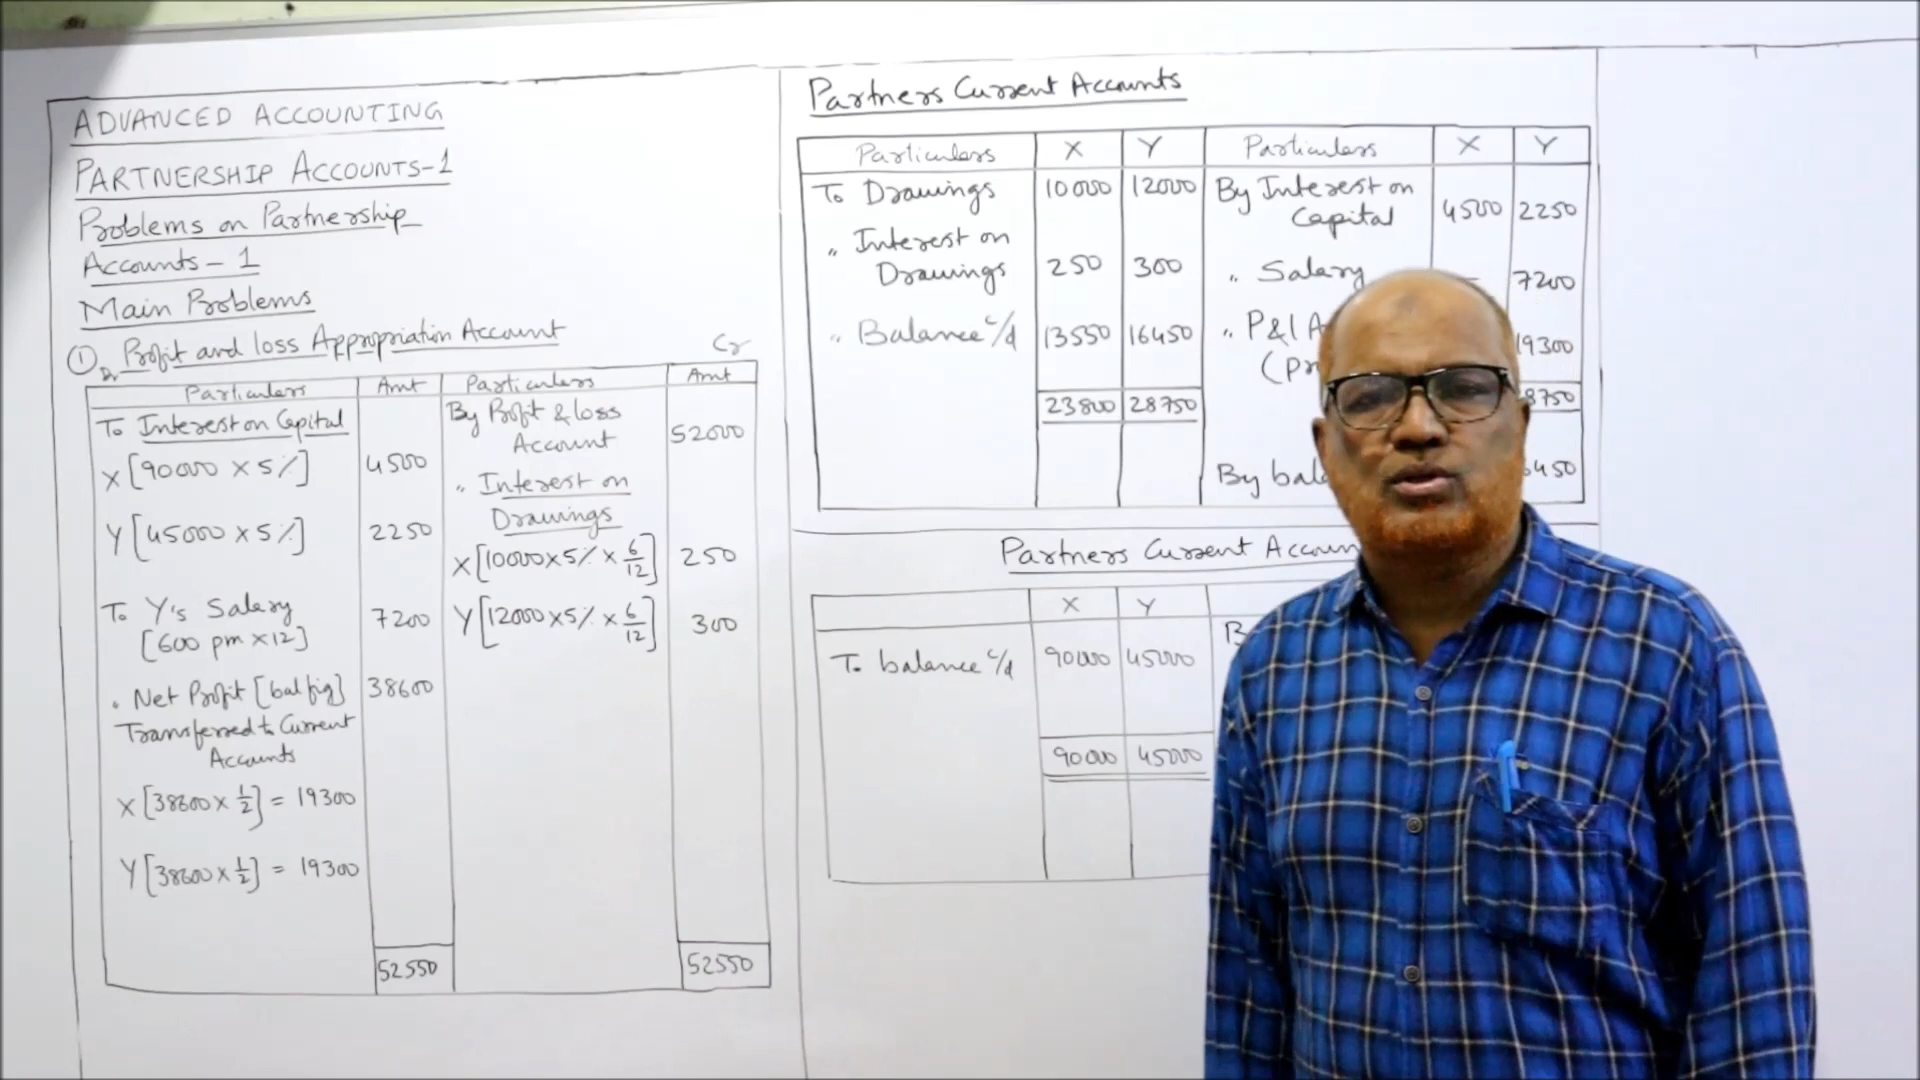 ADVANCED ACCOUNTING
PARTNERSHIP ACCOUNTS-1
Problems on Partnership
Accounts - 1
Main Problems
① Profit and loss Appropriation Account
Dr
Cr
Particulars Amt Particulars Amt
To Interest on Capital
X [90000 x 5%] 4500
Y [45000 x 5%] 2250
To Y's Salary
[600 pm x 12] 7200
" Net Profit [bal fig] 38600
Transferred to Current
Accounts
X [38600 x 1/2] = 19300
Y [38600 x 1/2] = 19300
52550
By Profit & loss
Account 52000
" Interest on
Drawings
X [10000 x 5% x 6/12] 250
Y [12000 x 5% x 6/12] 300
52550
Partners Current Accounts
Particulars X Y Particulars X Y
To Drawings 10000 12000
" Interest on
Drawings 250 300
" Balance c/d 13550 16450
23800 28750
By Interest on
Capital 4500 2250
" Salary - 7200
" P&l A
19300
8750
By bal
450
Partners Current Accoun
X Y
To balance c/d 90000 45000
90000 45000